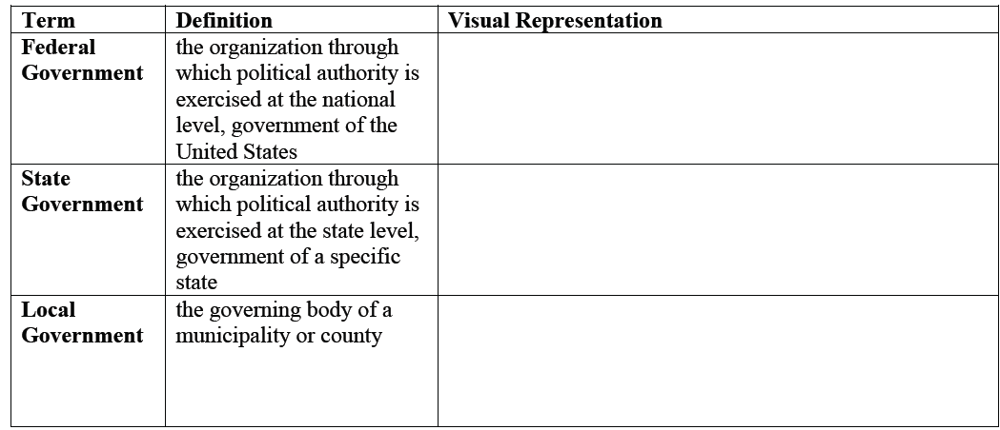 Term Definition Visual Representation
Federal the organization through
Government which political authority is
exercised at the national
level, government of the
United States
State the organization through
Government which political authority is
exercised at the state level,
government of a specific
state
Local the governing body of a
Government municipality or county